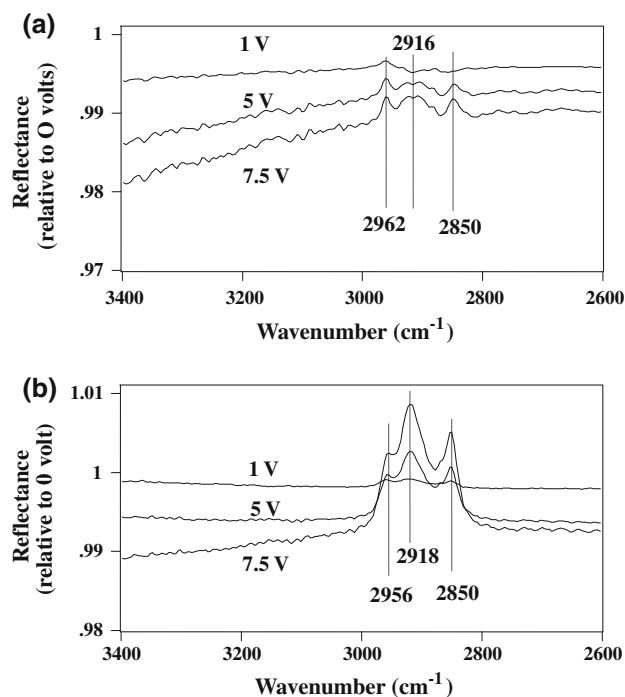 (a)
1
.99
.98
.97
Reflectance
(relative to O volts)
1 V
2916
5 V
7.5 V
2962
2850
3400
3200
3000
2800
2600
Wavenumber (cm⁻¹)
(b)
1.01
1
.99
.98
Reflectance
(relative to 0 volt)
1 V
5 V
7.5 V
2918
2956
2850
3400
3200
3000
2800
2600
Wavenumber (cm⁻¹)